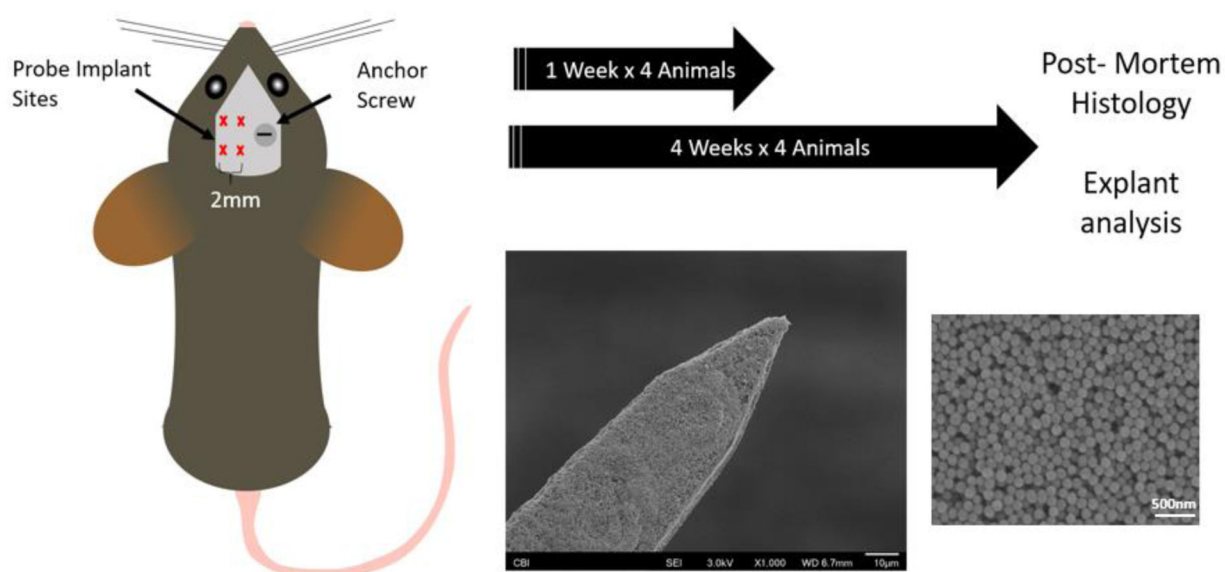 Probe Implant
Sites
Anchor
Screw
x x
x x
2mm
1 Week x 4 Animals
4 Weeks x 4 Animals
Post- Mortem
Histology
Explant
analysis
CBI SEI 3.0kV X1,000 WD 6.7mm 10µm
500nm